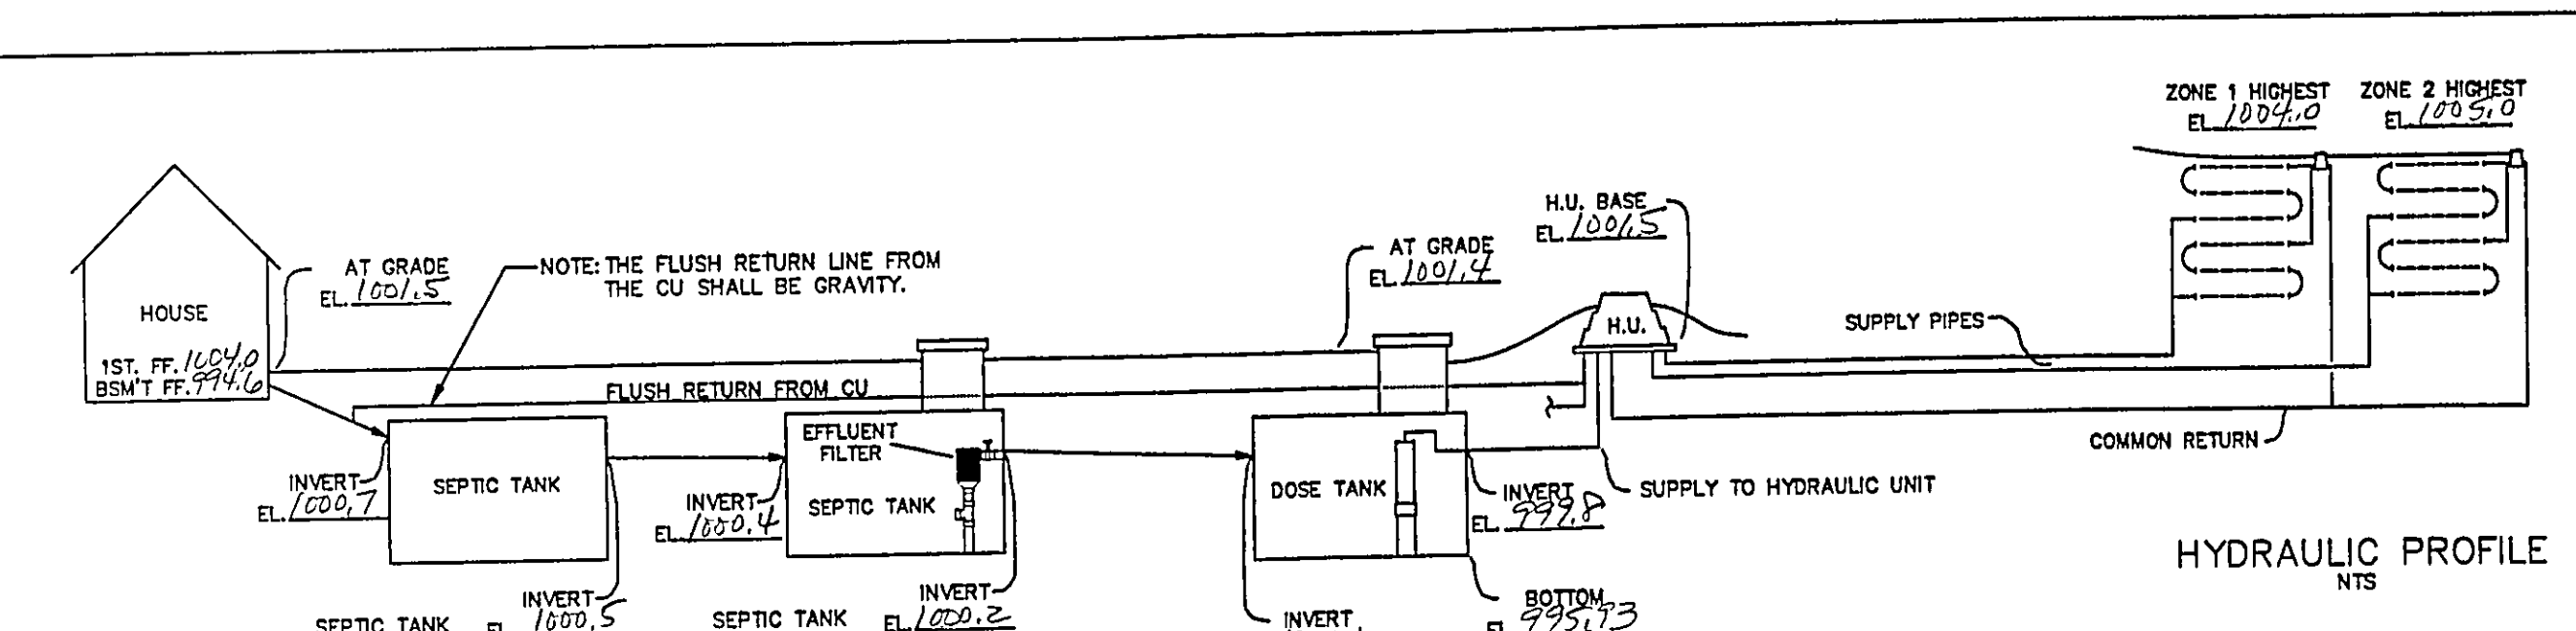 ZONE 1 HIGHEST
EL. 1004.0
ZONE 2 HIGHEST
EL. 1005.0
H.U. BASE
EL. 1001.5
AT GRADE
EL. 1001.4
AT GRADE
EL. 1001.5
NOTE: THE FLUSH RETURN LINE FROM
THE CU SHALL BE GRAVITY.
HOUSE
1ST. FF. 1004.0
BSM'T FF. 994.6
H.U.
SUPPLY PIPES
FLUSH RETURN FROM CU
COMMON RETURN
EFFLUENT
FILTER
INVERT
EL. 1000.7
SEPTIC TANK
INVERT
EL. 1000.4
SEPTIC TANK
DOSE TANK
INVERT
EL. 999.8
SUPPLY TO HYDRAULIC UNIT
HYDRAULIC PROFILE
NTS
INVERT
EL. 1000.5
SEPTIC TANK
INVERT
EL. 1000.2
SEPTIC TANK
INVERT
BOTTOM
EL. 995.93